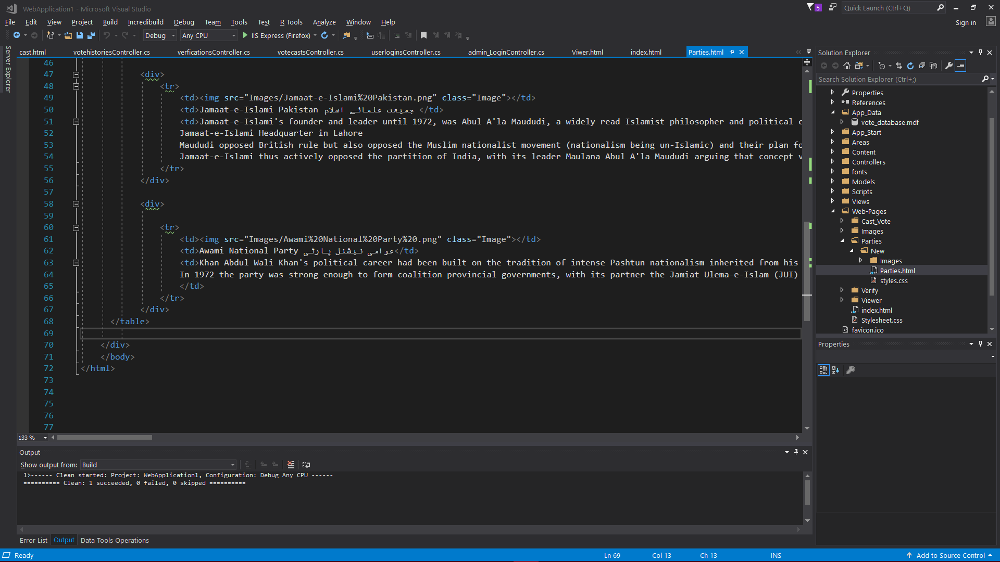 WebApplication1 - Microsoft Visual Studio
5
Quick Launch (Ctrl+Q)
File Edit View Project Build Incredibuild Debug Team Tools Test R Tools Analyze Window Help
Sign in
Debug Any CPU IIS Express (Firefox)
Server Explorer
cast.html votehistoriesController.cs verficationsController.cs votecastsController.cs userloginsController.cs admin_LoginController.cs Viwer.html index.html Parties.html
46
47 <div>
48 <tr>
49 <td><img src="Images/Jamaat-e-Islami%20Pakistan.png" class="Image"></td>
50 <td>Jamaat-e-Islami Pakistan جمیعت علمائے اسلام </td>
51 <td>Jamaat-e-Islami's founder and leader until 1972, was Abul A'la Maududi, a widely read Islamist philosopher and political c
52 Jamaat-e-Islami Headquarter in Lahore
53 Maududi opposed British rule but also opposed the Muslim nationalist movement (nationalism being un-Islamic) and their plan fo
54 Jamaat-e-Islami thus actively opposed the partition of India, with its leader Maulana Abul A'la Maududi arguing that concept v
55 </tr>
56 </div>
57
58 <div>
59
60 <tr>
61 <td><img src="Images/Awami%20National%20Party%20.png" class="Image"></td>
62 <td>Awami National Party عوامی نیشنل پارٹی</td>
63 <td>Khan Abdul Wali Khan's political career had been built on the tradition of intense Pashtun nationalism inherited from his
64 In 1972 the party was strong enough to form coalition provincial governments, with its partner the Jamiat Ulema-e-Islam (JUI)
65 </td>
66 </tr>
67 </div>
68 </table>
69
70 </div>
71 </body>
72 </html>
73
74
75
76
77
133 %
Output
Show output from: Build
1>------ Clean started: Project: WebApplication1, Configuration: Debug Any CPU ------
========== Clean: 1 succeeded, 0 failed, 0 skipped ==========
Error List Output Data Tools Operations
Solution Explorer
Search Solution Explorer (Ctrl+;)
Properties
References
App_Data
vote_database.mdf
App_Start
Areas
Content
Controllers
fonts
Models
Scripts
Views
Web-Pages
Cast_Vote
Images
Parties
New
Images
Parties.html
styles.css
Verify
Viewer
index.html
Stylesheet.css
favicon.ico
Properties
Ready Ln 69 Col 13 Ch 13 INS Add to Source Control